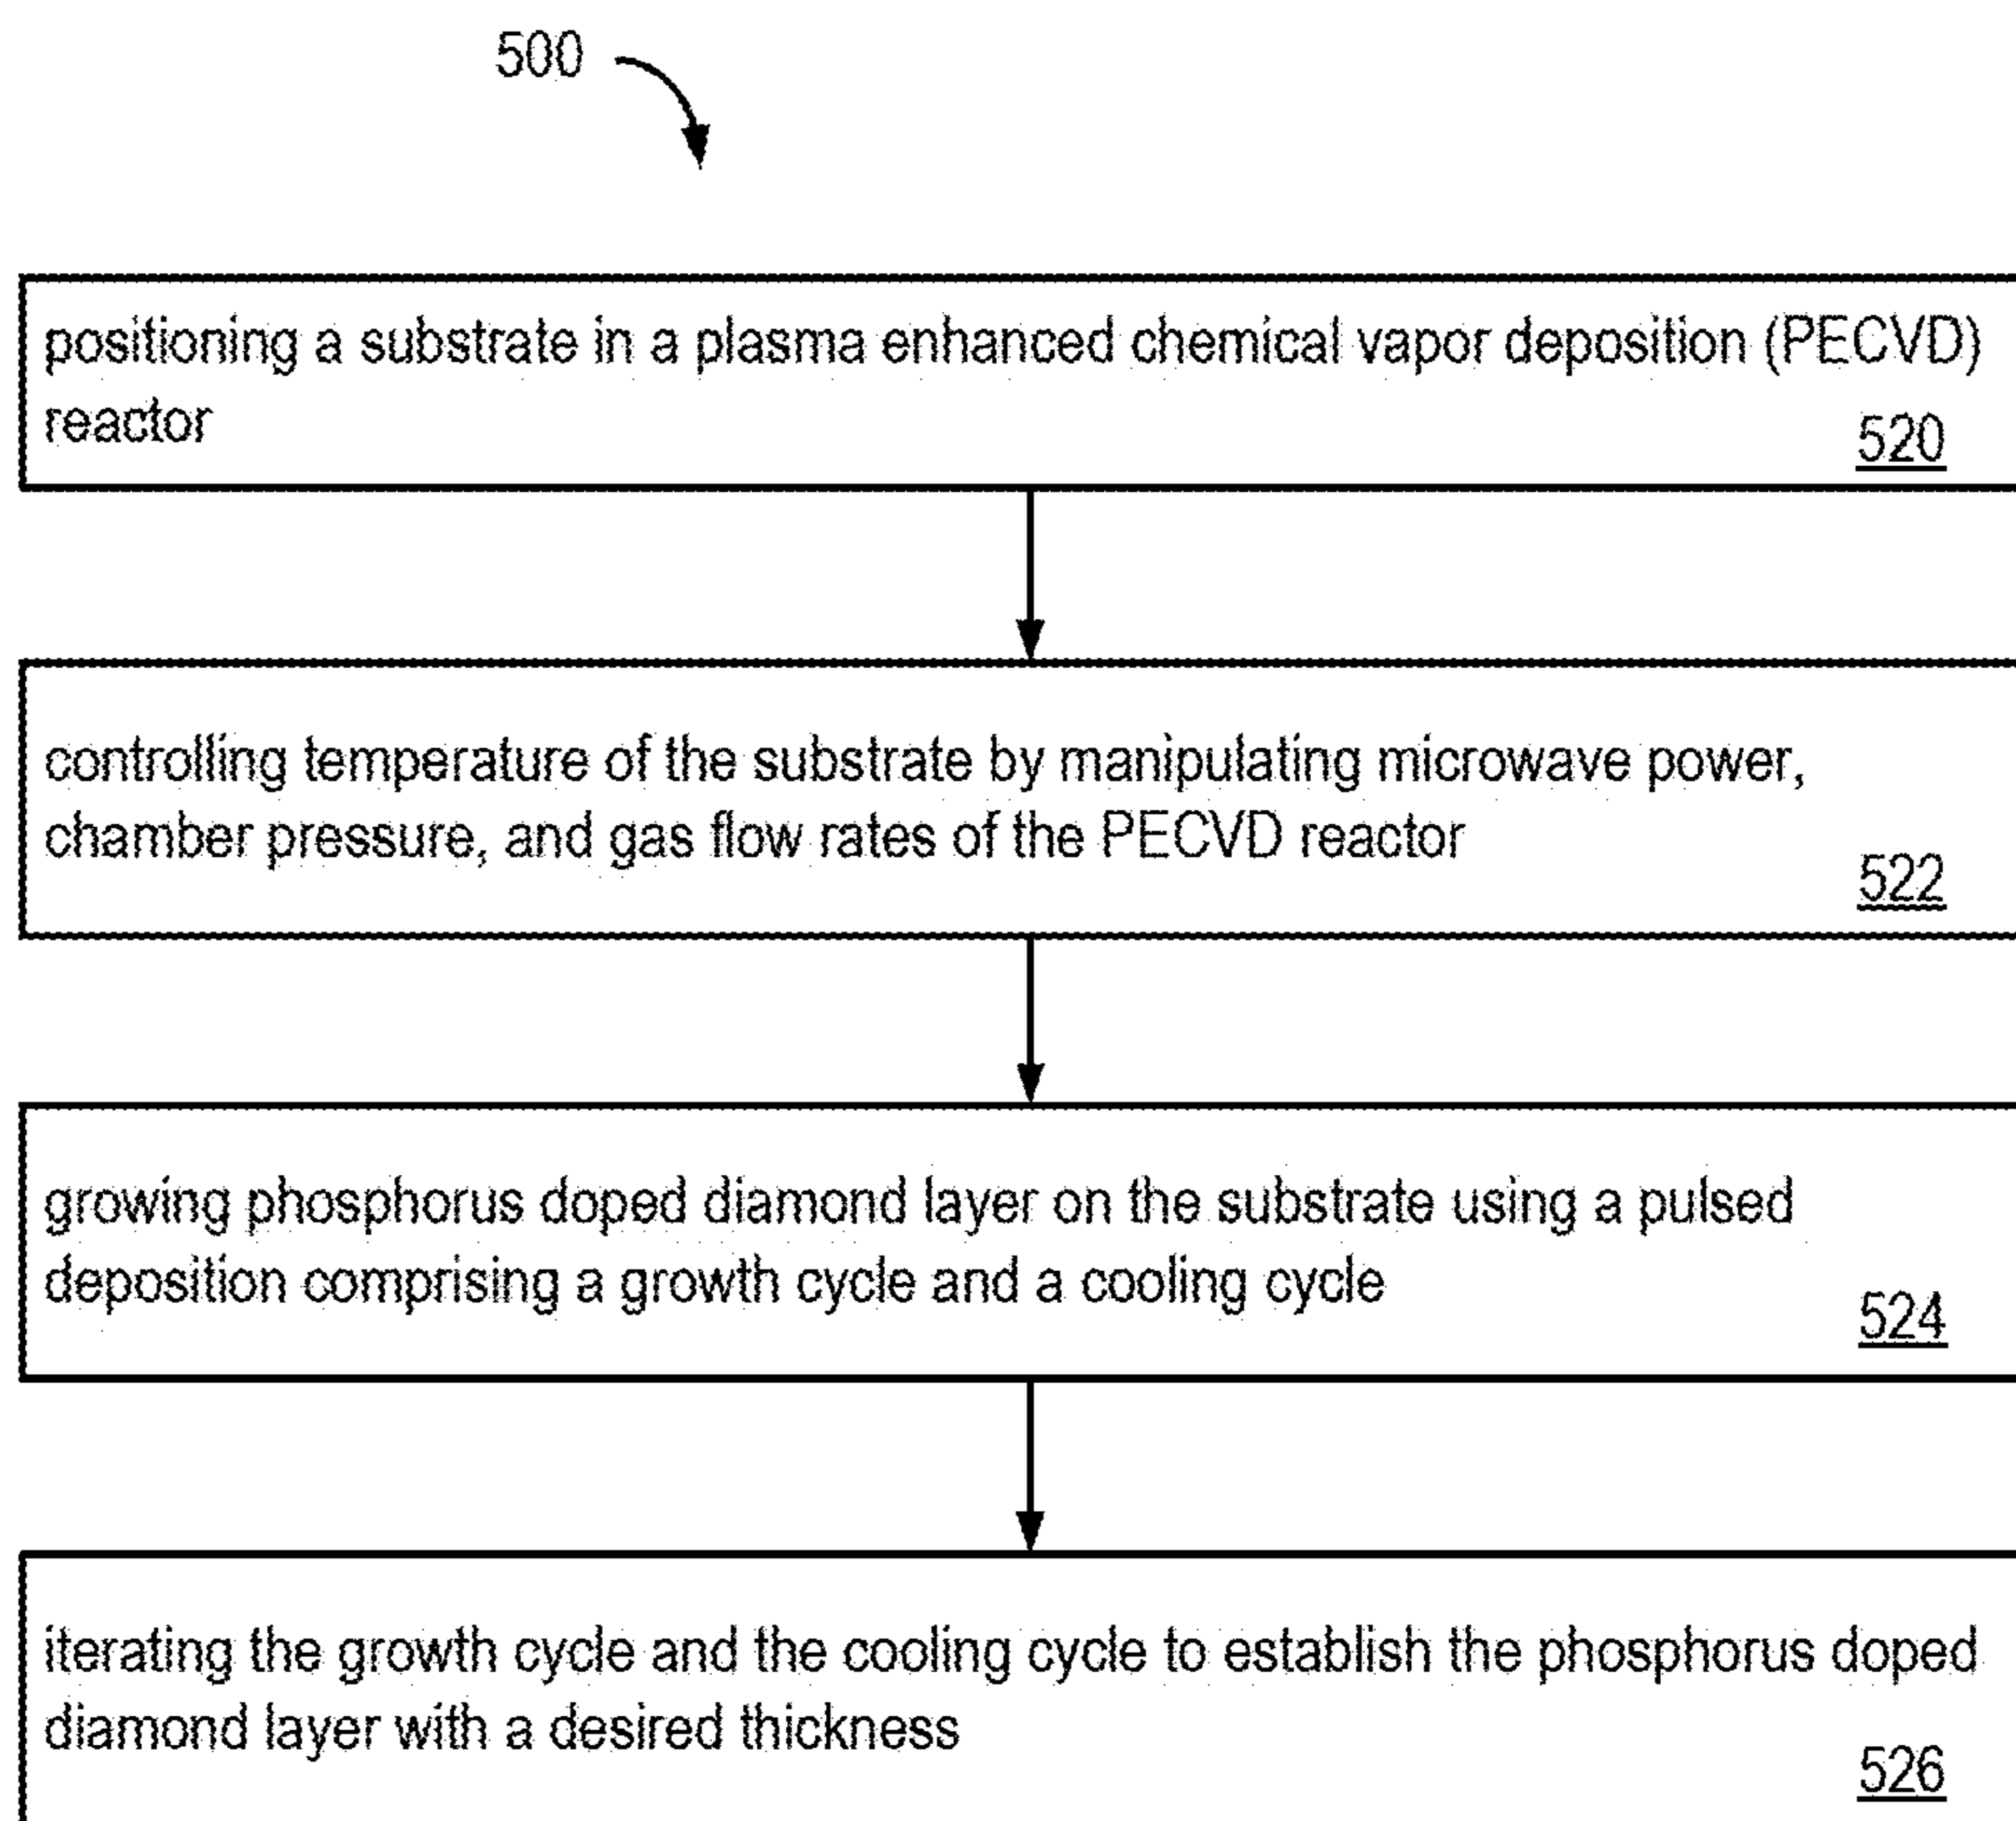 500
positioning a substrate in a plasma enhanced chemical vapor deposition (PECVD)
reactor
520
controlling temperature of the substrate by manipulating microwave power,
chamber pressure, and gas flow rates of the PECVD reactor
522
growing phosphorus doped diamond layer on the substrate using a pulsed
deposition comprising a growth cycle and a cooling cycle
524
iterating the growth cycle and the cooling cycle to establish the phosphorus doped
diamond layer with a desired thickness
526